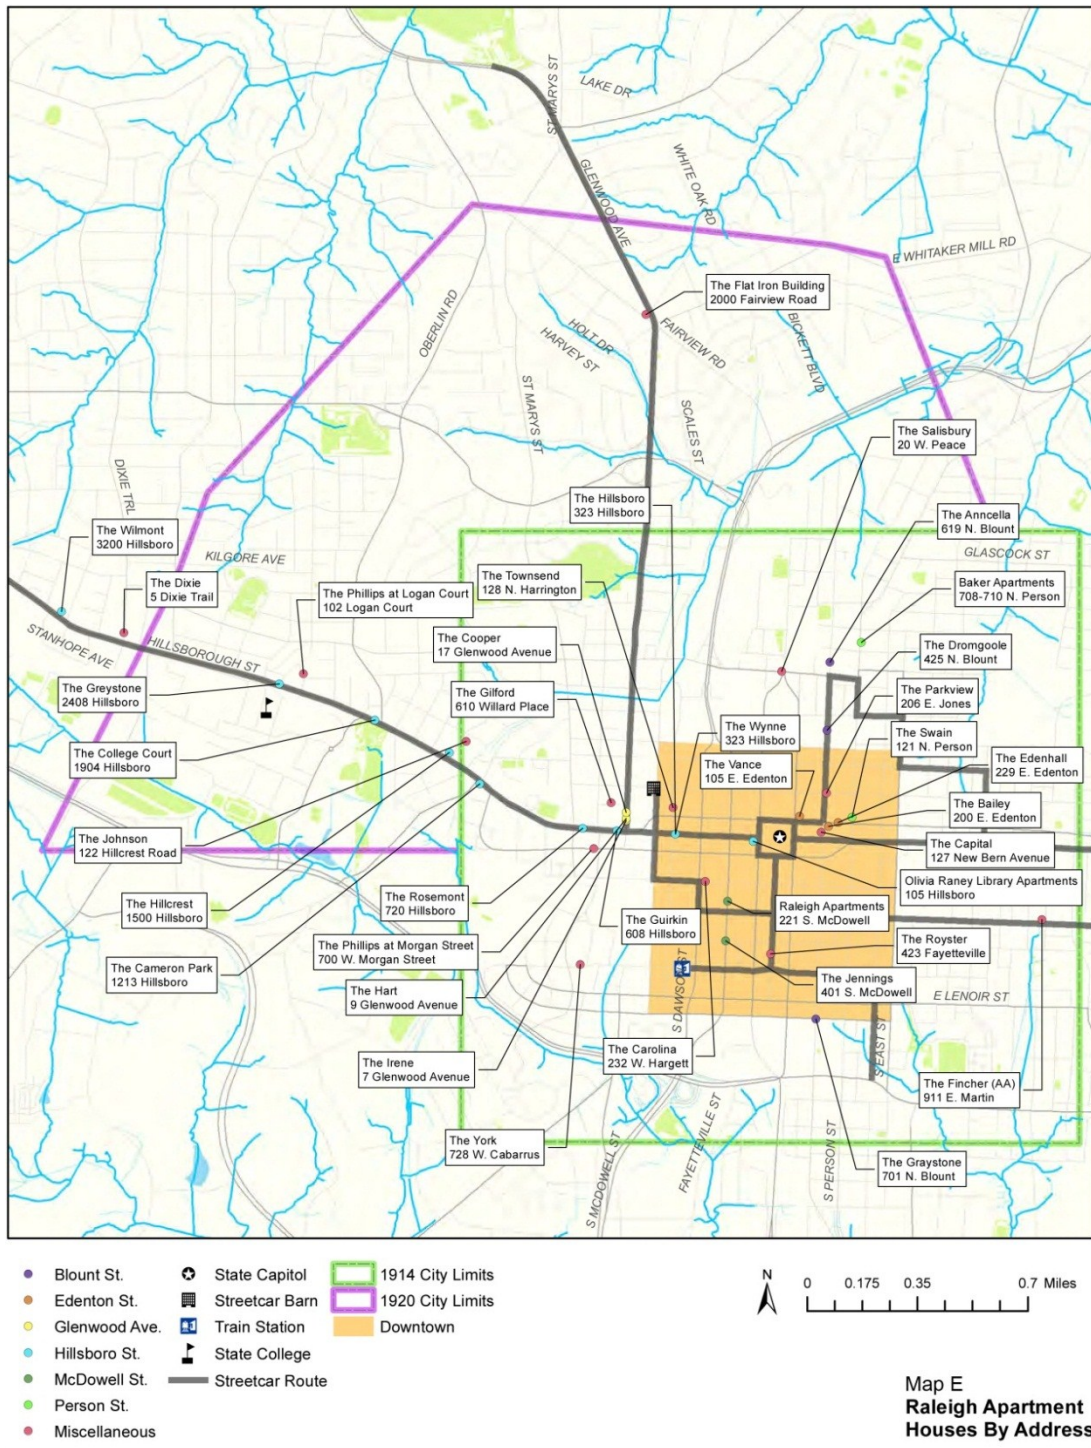 ST MARYS ST
LAKE DR
GLENWOOD AVE
WHITE OAK RD
E WHITAKER MILL RD
The Flat Iron Building
2000 Fairview Road
OBERLIN RD
HOLT DR
HARVEY ST
FAIRVIEW RD
BICKETT BLVD
ST MARYS ST
SCALES ST
The Salisbury
20 W. Peace
DIXIE TRL
The Hillsboro
323 Hillsboro
The Anncella
619 N. Blount
The Wilmont
3200 Hillsboro
KILGORE AVE
GLASCOCK ST
The Dixie
5 Dixie Trail
The Phillips at Logan Court
102 Logan Court
The Townsend
128 N. Harrington
Baker Apartments
708-710 N. Person
STANHOPE AVE
HILLSBOROUGH ST
The Cooper
17 Glenwood Avenue
The Dromgoole
425 N. Blount
The Greystone
2408 Hillsboro
The Gilford
610 Willard Place
The Parkview
206 E. Jones
The Wynne
323 Hillsboro
The Swain
121 N. Person
The College Court
1904 Hillsboro
The Vance
105 E. Edenton
The Edenhall
229 E. Edenton
The Bailey
200 E. Edenton
The Johnson
122 Hillcrest Road
The Capital
127 New Bern Avenue
The Hillcrest
1500 Hillsboro
The Rosemont
720 Hillsboro
Olivia Raney Library Apartments
105 Hillsboro
Raleigh Apartments
221 S. McDowell
The Guirkin
608 Hillsboro
The Phillips at Morgan Street
700 W. Morgan Street
The Royster
423 Fayetteville
The Cameron Park
1213 Hillsboro
The Jennings
401 S. McDowell
The Hart
9 Glenwood Avenue
S DAWSON ST
E LENOIR ST
The Irene
7 Glenwood Avenue
The Carolina
232 W. Hargett
S EAST ST
The Fincher (AA)
911 E. Martin
The York
728 W. Cabarrus
S MCDOWELL ST
FAYETTEVILLE ST
S PERSON ST
The Graystone
701 N. Blount
Blount St.
Edenton St.
Glenwood Ave.
Hillsboro St.
McDowell St.
Person St.
Miscellaneous
State Capitol
Streetcar Barn
Train Station
State College
Streetcar Route
1914 City Limits
1920 City Limits
Downtown
N
0 0.175 0.35 0.7 Miles
Map E
Raleigh Apartment
Houses By Address